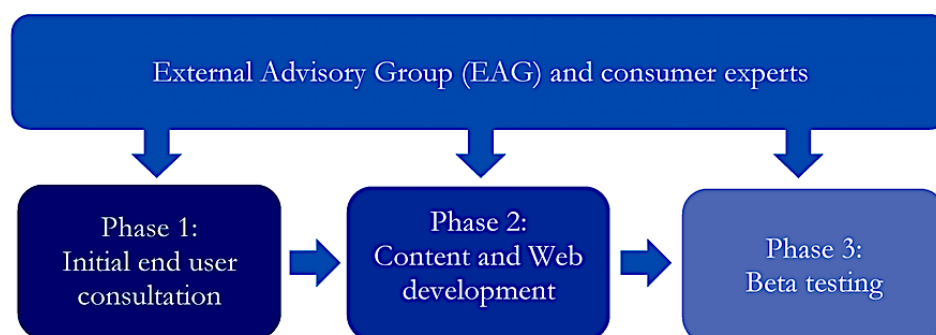 External Advisory Group (EAG) and consumer experts
Phase 1:
Initial end user
consultation
Phase 2:
Content and Web
development
Phase 3:
Beta testing